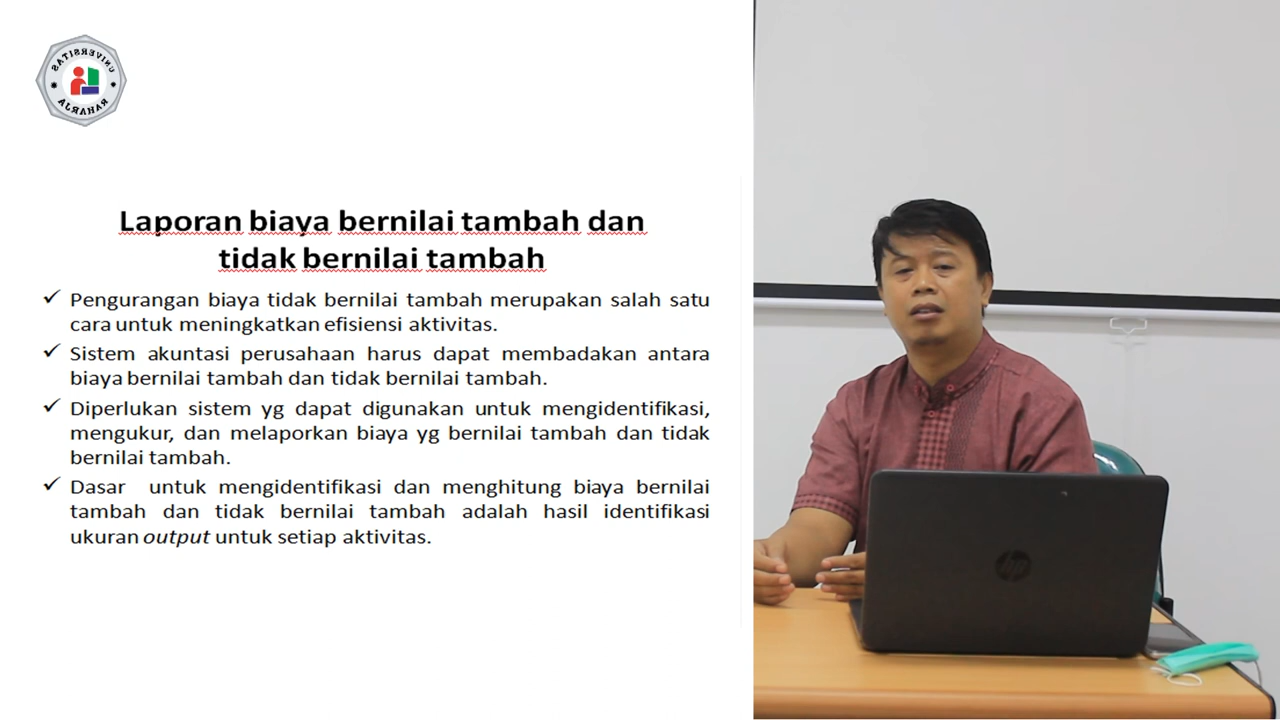 UNIVERSITAS
RAHARJA
Laporan biaya bernilai tambah dan
tidak bernilai tambah
✓ Pengurangan biaya tidak bernilai tambah merupakan salah satu
cara untuk meningkatkan efisiensi aktivitas.
✓ Sistem akuntasi perusahaan harus dapat membadakan antara
biaya bernilai tambah dan tidak bernilai tambah.
✓ Diperlukan sistem yg dapat digunakan untuk mengidentifikasi,
mengukur, dan melaporkan biaya yg bernilai tambah dan tidak
bernilai tambah.
✓ Dasar untuk mengidentifikasi dan menghitung biaya bernilai
tambah dan tidak bernilai tambah adalah hasil identifikasi
ukuran output untuk setiap aktivitas.
hp